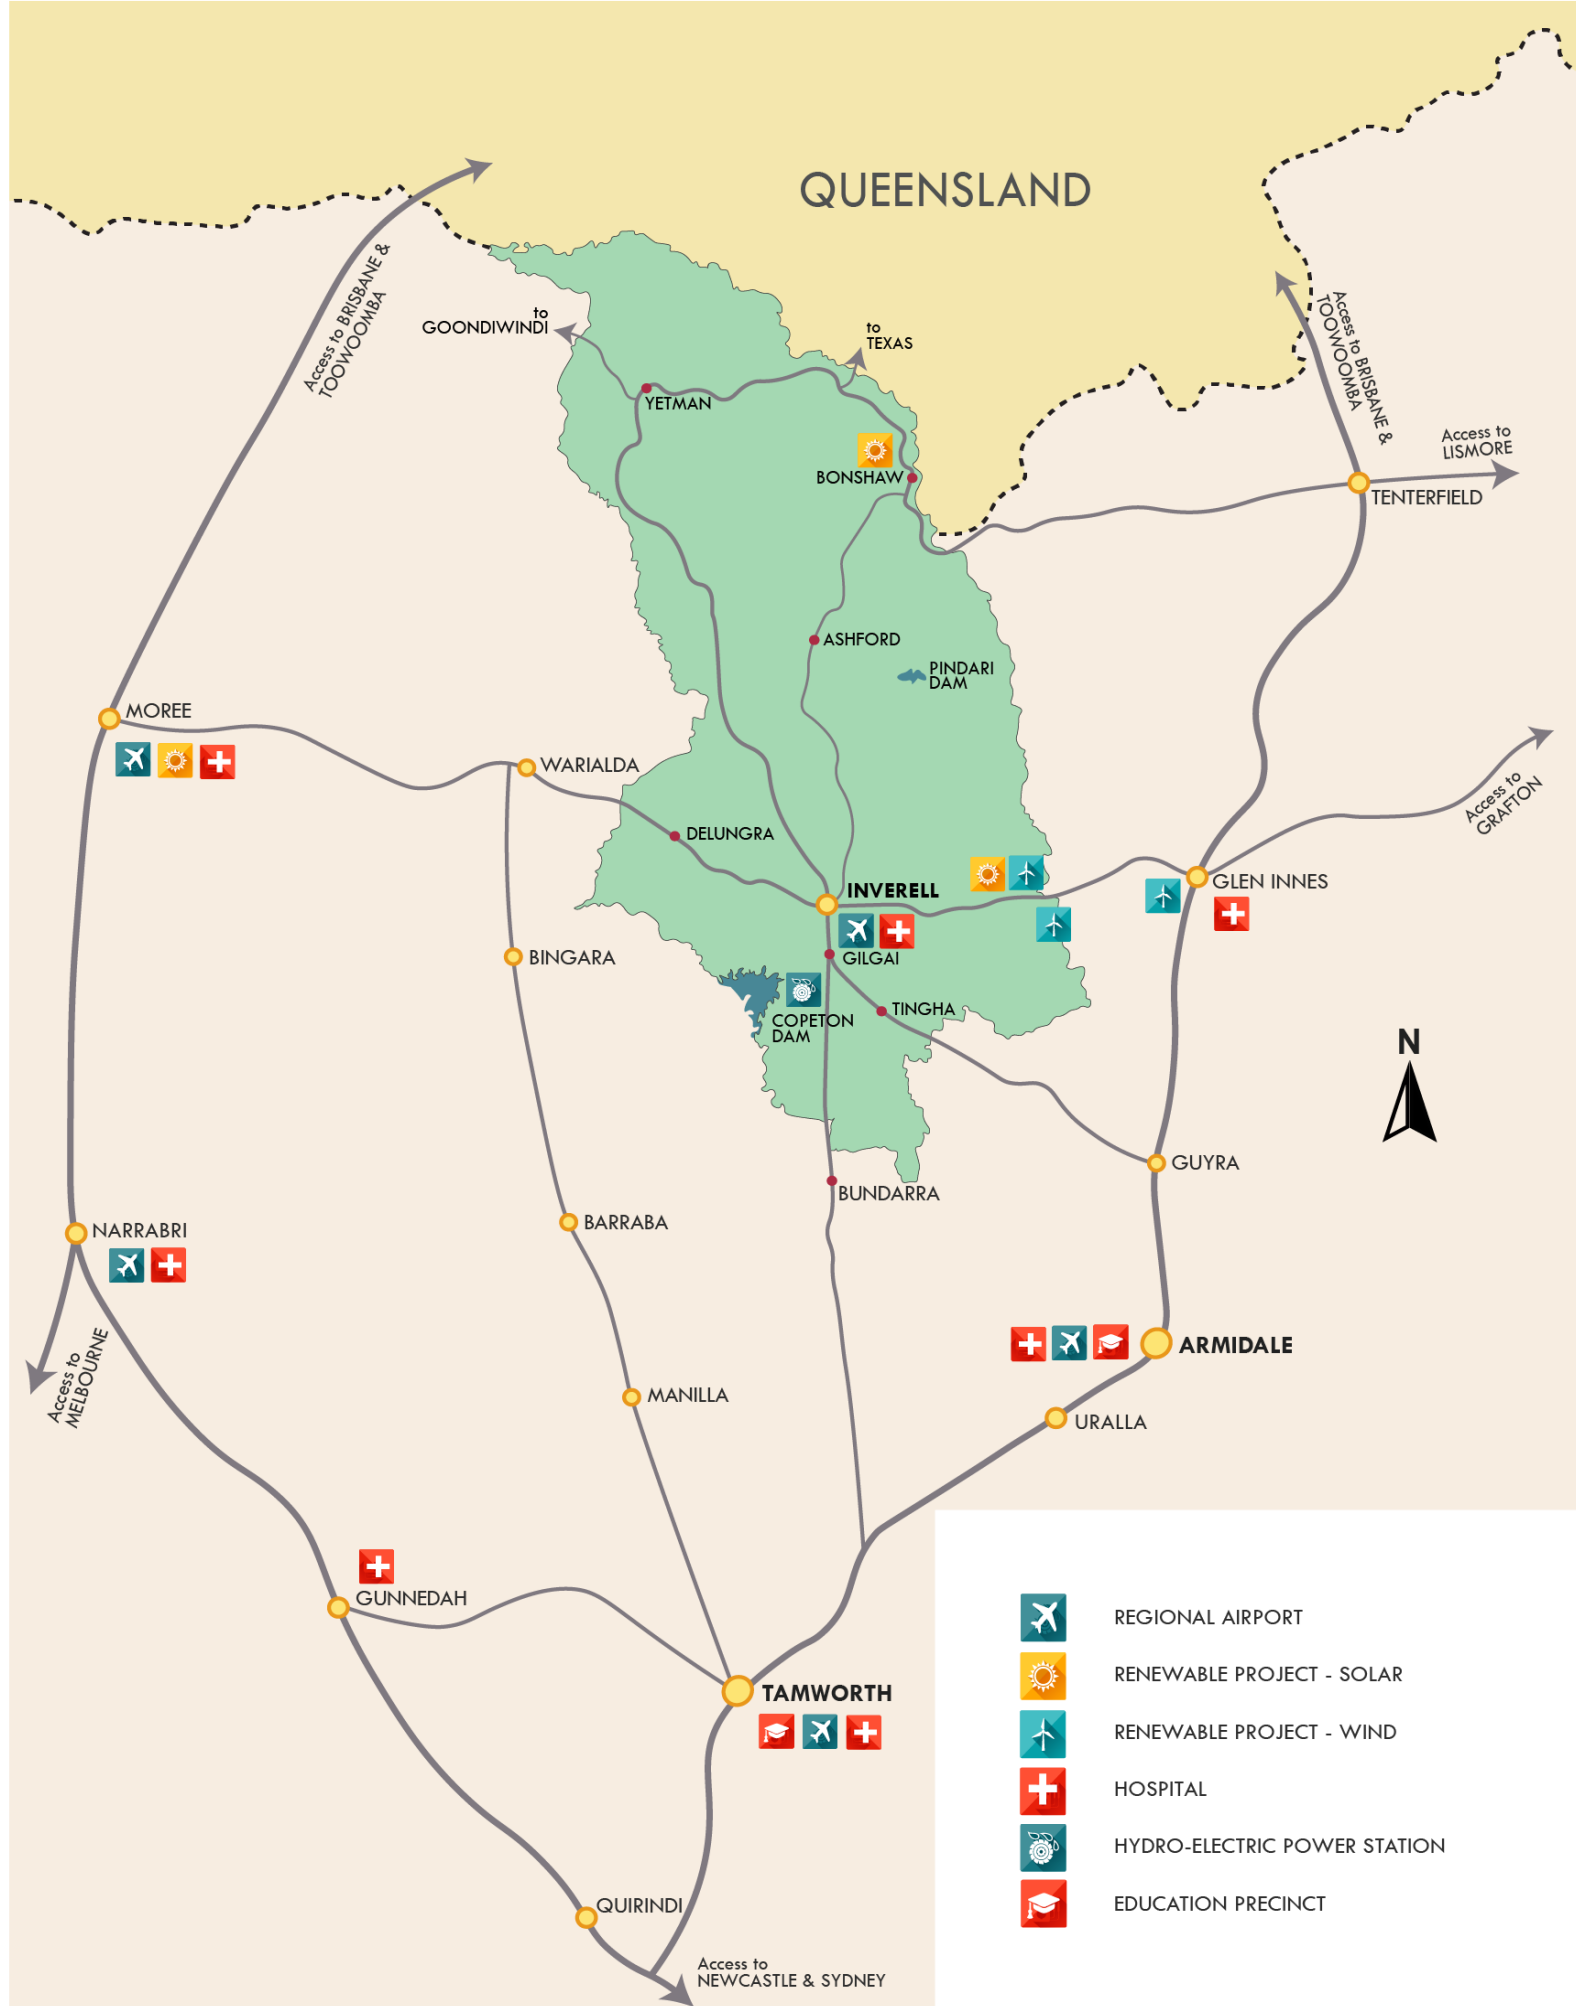 QUEENSLAND
Access to BRISBANE &
TOOWOOMBA
to
GOONDIWINDI
to
TEXAS
Access to BRISBANE &
TOOWOOMBA
YETMAN
Access to
LISMORE
BONSHAW
TENTERFIELD
ASHFORD
PINDARI
DAM
MOREE
WARIALDA
Access to
GRAFTON
DELUNGRA
INVERELL
GLEN INNES
BINGARA
GILGAI
TINGHA
COPETON
DAM
N
GUYRA
BUNDARRA
BARRABA
NARRABRI
Access to
MELBOURNE
ARMIDALE
MANILLA
URALLA
GUNNEDAH
TAMWORTH
QUIRINDI
Access to
NEWCASTLE & SYDNEY
REGIONAL AIRPORT
RENEWABLE PROJECT - SOLAR
RENEWABLE PROJECT - WIND
HOSPITAL
HYDRO-ELECTRIC POWER STATION
EDUCATION PRECINCT